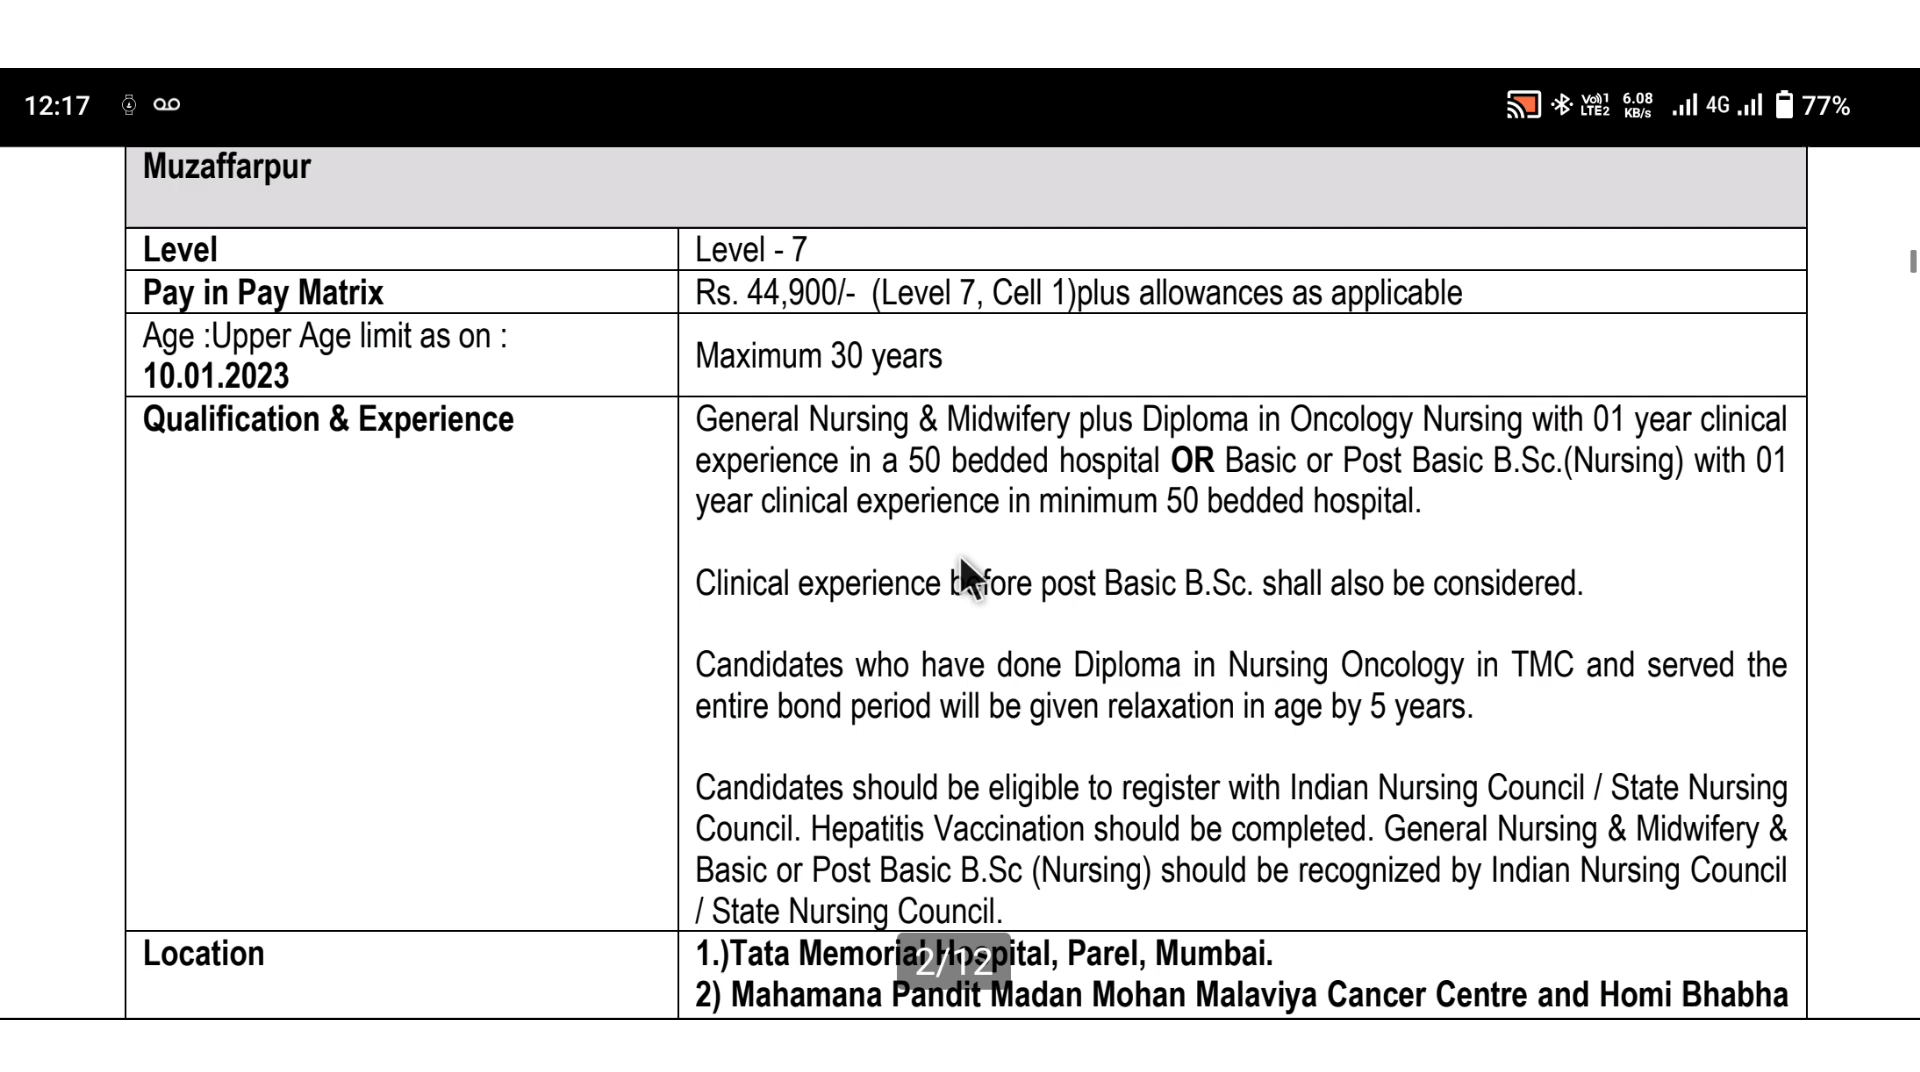 12:17
Vo) 1 LTE2 6.08 KB/s 4G 77%
Muzaffarpur
Level Level - 7
Pay in Pay Matrix Rs. 44,900/- (Level 7, Cell 1)plus allowances as applicable
Age :Upper Age limit as on :
10.01.2023
Maximum 30 years
Qualification & Experience
General Nursing & Midwifery plus Diploma in Oncology Nursing with 01 year clinical
experience in a 50 bedded hospital OR Basic or Post Basic B.Sc.(Nursing) with 01
year clinical experience in minimum 50 bedded hospital.
Clinical experience before post Basic B.Sc. shall also be considered.
Candidates who have done Diploma in Nursing Oncology in TMC and served the
entire bond period will be given relaxation in age by 5 years.
Candidates should be eligible to register with Indian Nursing Council / State Nursing
Council. Hepatitis Vaccination should be completed. General Nursing & Midwifery &
Basic or Post Basic B.Sc (Nursing) should be recognized by Indian Nursing Council
/ State Nursing Council.
Location
1.)Tata Memorial Hospital, Parel, Mumbai.
2/12
2) Mahamana Pandit Madan Mohan Malaviya Cancer Centre and Homi Bhabha